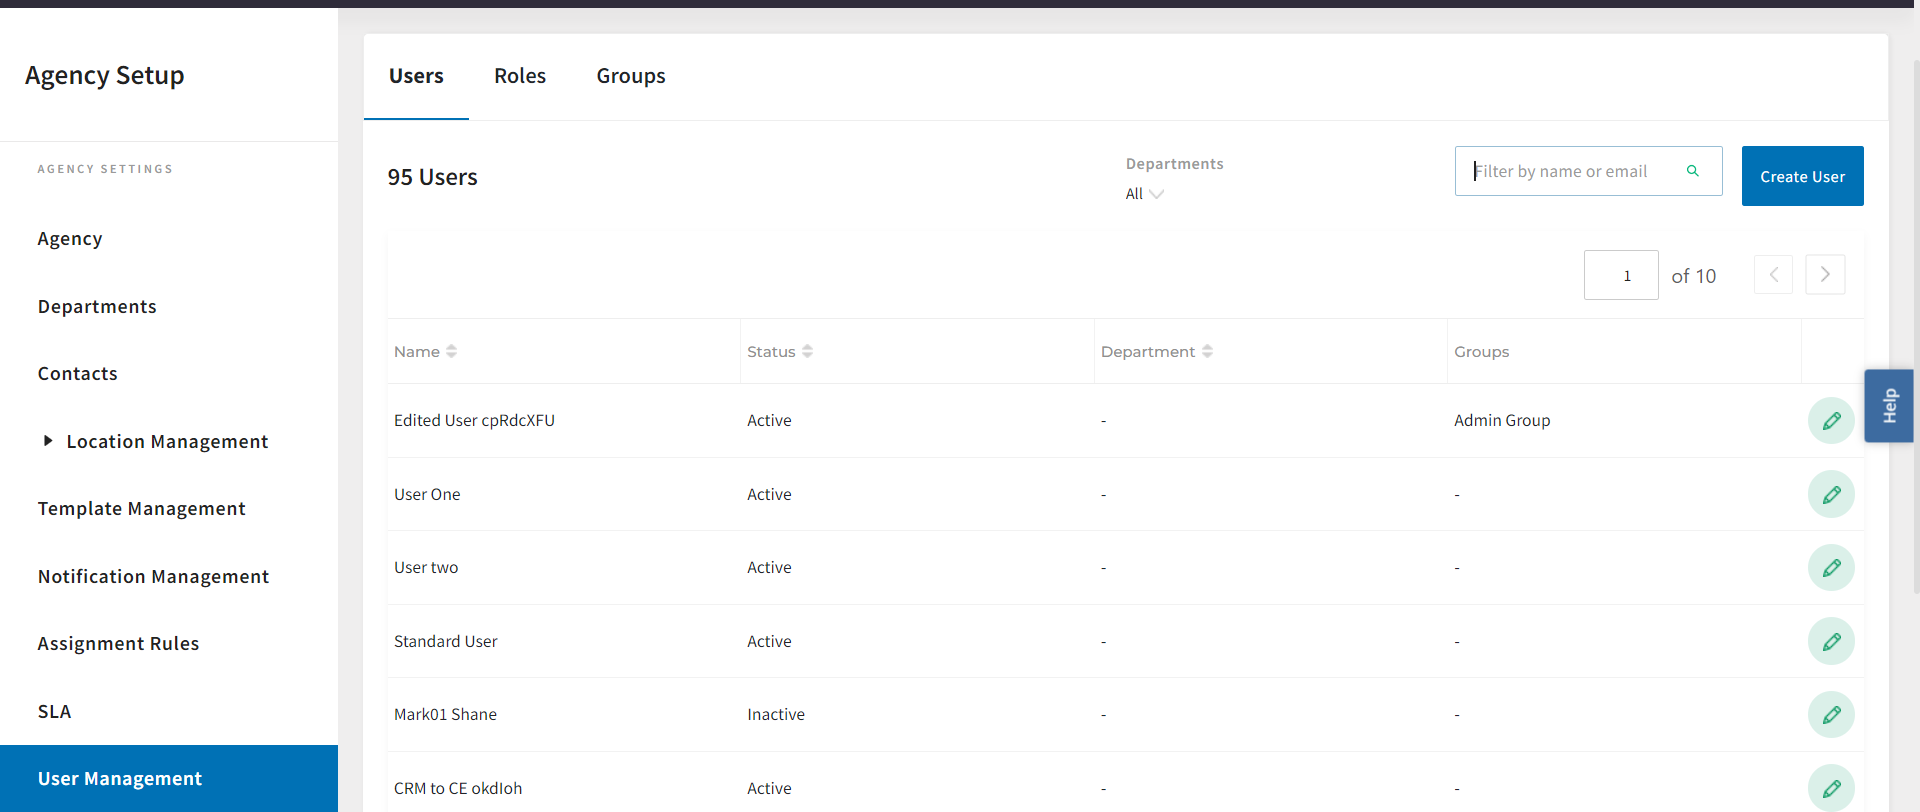 Agency Setup
AGENCY SETTINGS
Agency
Departments
Contacts
Location Management
Template Management
Notification Management
Assignment Rules
SLA
User Management
Users Roles Groups
95 Users
Departments
All
Filter by name or email
Create User
1 of 10
Name Status Department Groups
Edited User cpRdcXFU Active - Admin Group
User One Active - -
User two Active - -
Standard User Active - -
Mark01 Shane Inactive - -
CRM to CE okdIoh Active - -
Help